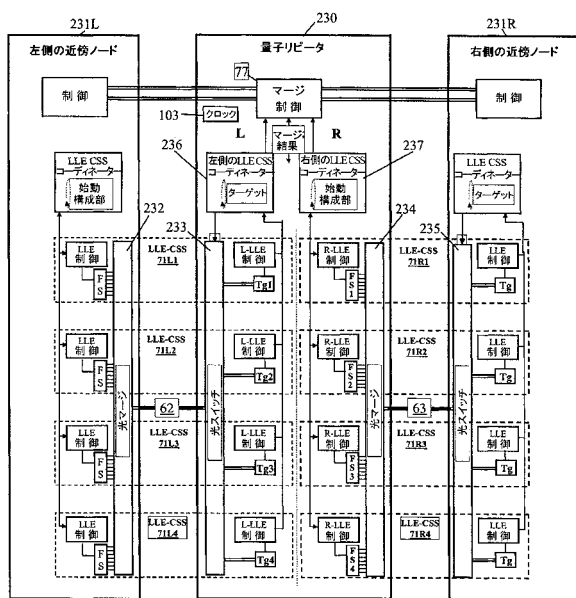 231L
230
231R
左側の近傍ノード
量子リピータ
右側の近傍ノード
制御
77
マージ
制御
制御
103
クロック
L
マージ
結果
R
236
237
LLE CSS
コーディネーター
始動
構成部
左側のLLE CSS
コーディネーター
ターゲット
右側のLLE CSS
コーディネーター
始動
構成部
LLE CSS
コーディネーター
ターゲット
232
233
234
235
LLE
制御
F
S
LLE-CSS
71L1
L-LLE
制御
Tg1
R-LLE
制御
F
S
1
LLE-CSS
71R1
LLE
制御
Tg
LLE
制御
F
S
LLE-CSS
71L2
L-LLE
制御
Tg2
R-LLE
制御
F
S
2
LLE-CSS
71R2
LLE
制御
Tg
光マージ
62
光スイッチ
光マージ
63
光スイッチ
LLE
制御
F
S
LLE-CSS
71L3
L-LLE
制御
Tg3
R-LLE
制御
F
S
3
LLE-CSS
71R3
LLE
制御
Tg
LLE
制御
F
S
LLE-CSS
71L4
L-LLE
制御
Tg4
R-LLE
制御
F
S
4
LLE-CSS
71R4
LLE
制御
Tg